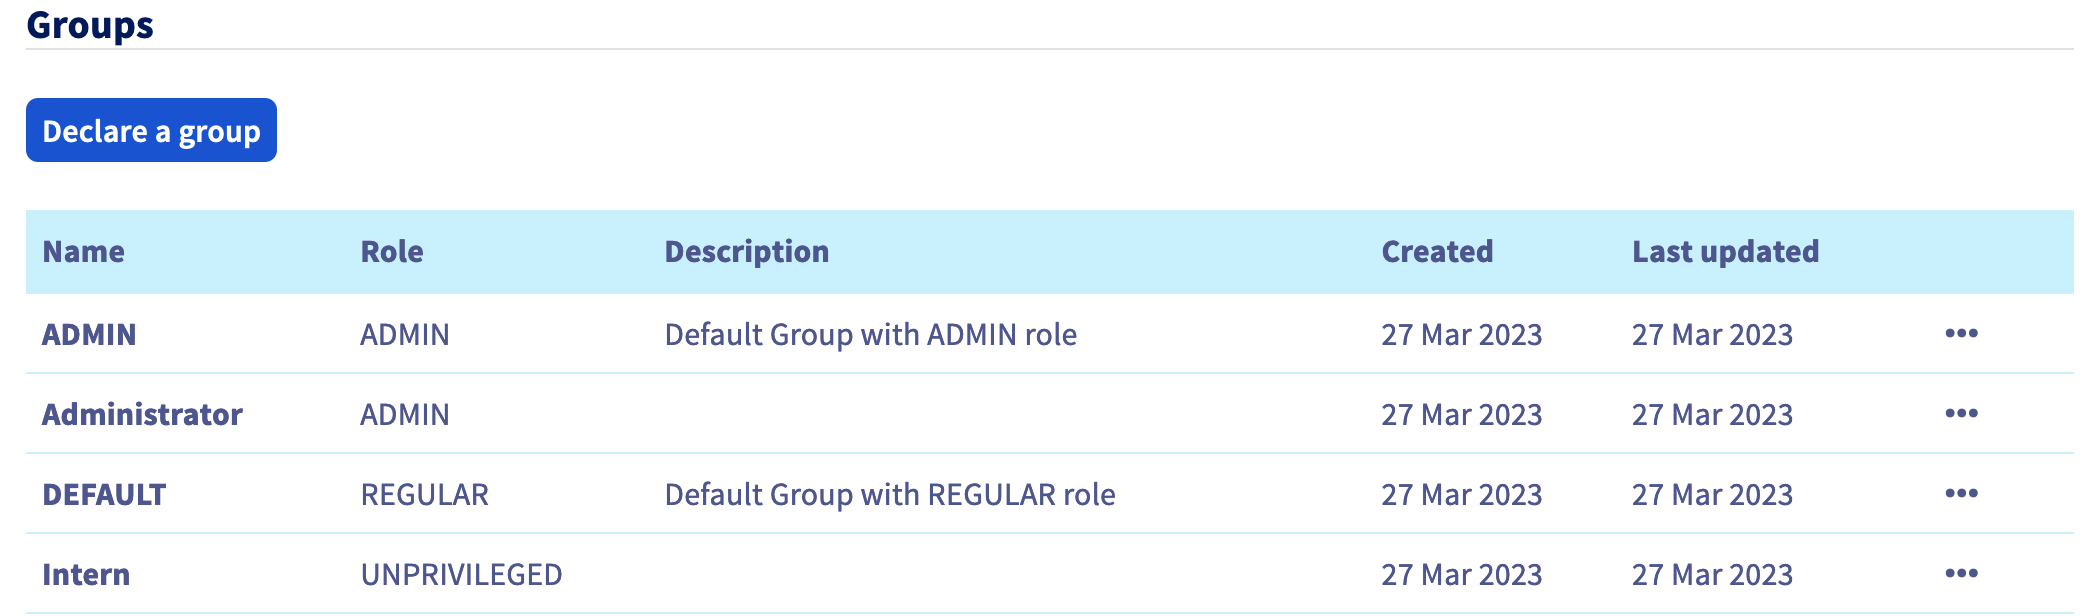 Groups
Declare a group
Name Role Description Created Last updated
ADMIN ADMIN Default Group with ADMIN role 27 Mar 2023 27 Mar 2023
Administrator ADMIN 27 Mar 2023 27 Mar 2023
DEFAULT REGULAR Default Group with REGULAR role 27 Mar 2023 27 Mar 2023
Intern UNPRIVILEGED 27 Mar 2023 27 Mar 2023